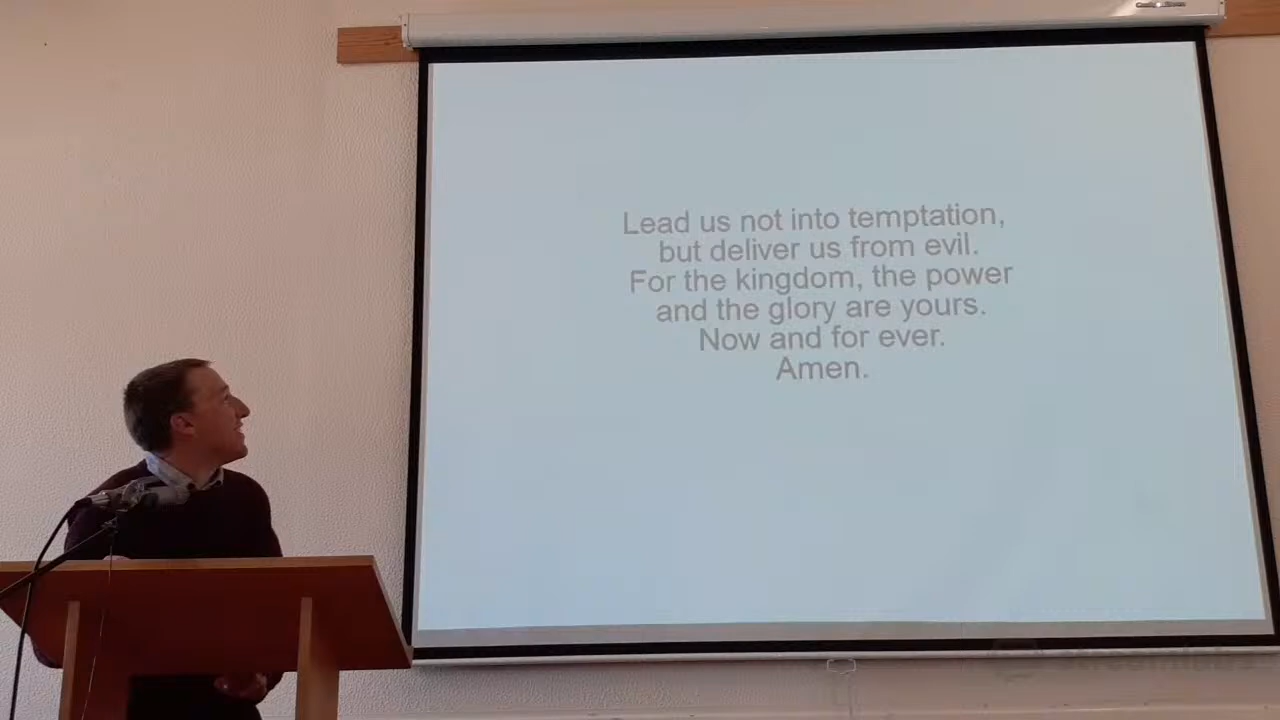 Lead us not into temptation,
but deliver us from evil.
For the kingdom, the power
and the glory are yours.
Now and for ever.
Amen.